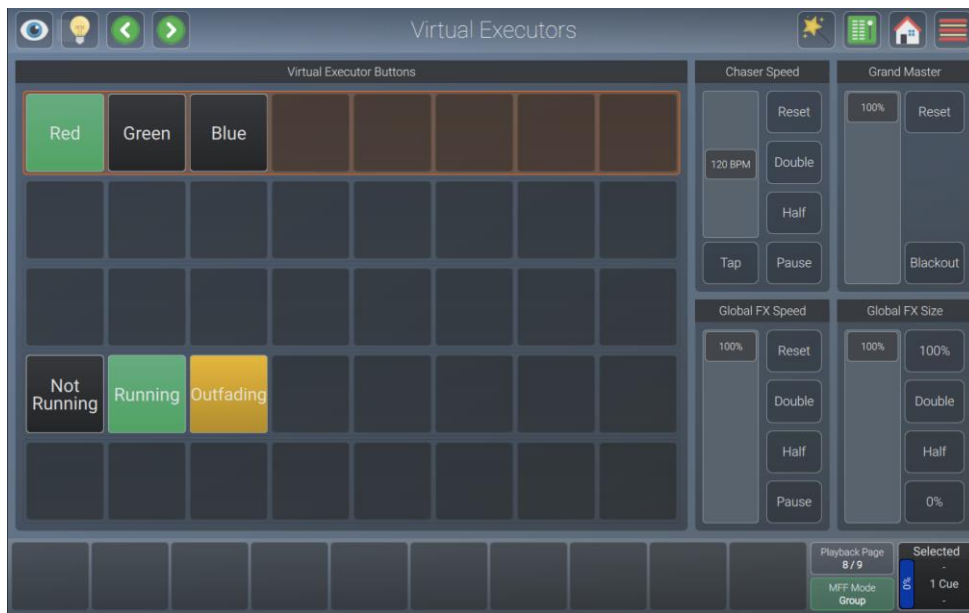 Virtual Executors
Virtual Executor Buttons
Red
Green
Blue
Not
Running
Running
Outfading
Chaser Speed
120 BPM
Reset
Double
Half
Tap
Pause
Grand Master
100%
Reset
Blackout
Global FX Speed
100%
Reset
Double
Half
Pause
Global FX Size
100%
100%
Double
Half
0%
Playback Page
8/9
MFF Mode
Group
Selected
-
0%
1 Cue
-